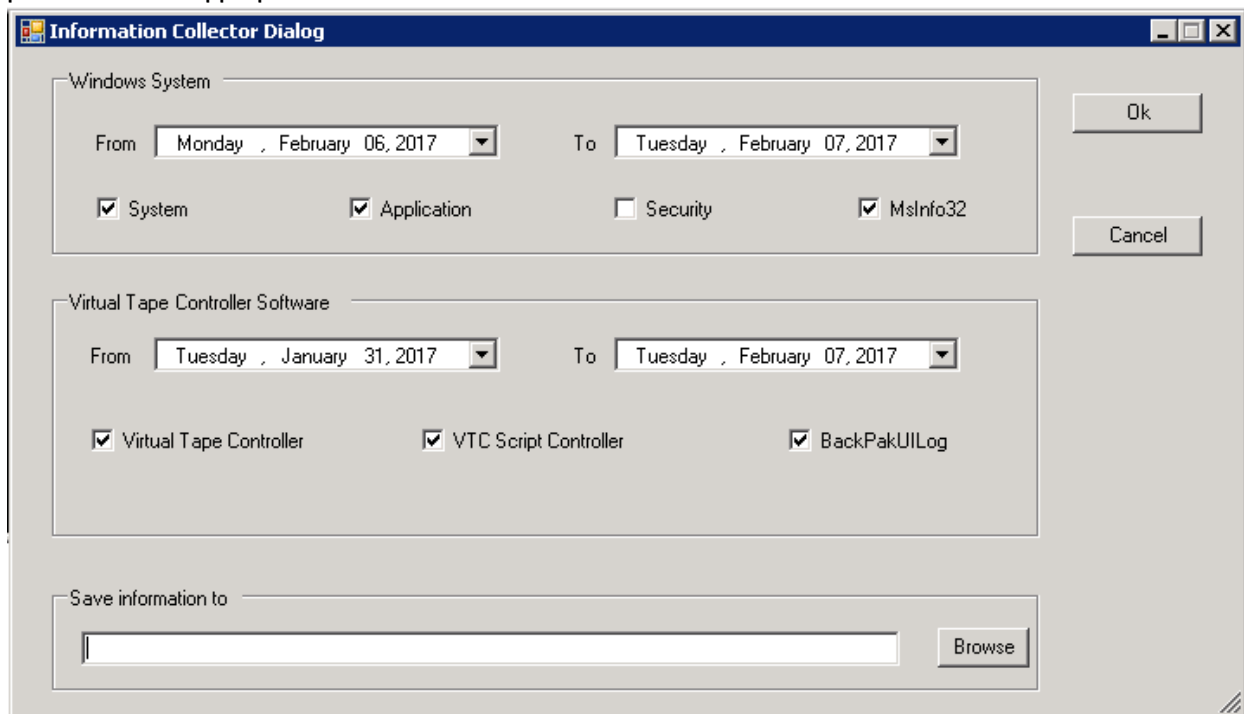 Information Collector Dialog
Windows System
Ok
From Monday , February 06, 2017 To Tuesday , February 07, 2017
System Application Security MsInfo32
Cancel
Virtual Tape Controller Software
From Tuesday , January 31, 2017 To Tuesday , February 07, 2017
Virtual Tape Controller VTC Script Controller BackPakUILog
Save information to
Browse